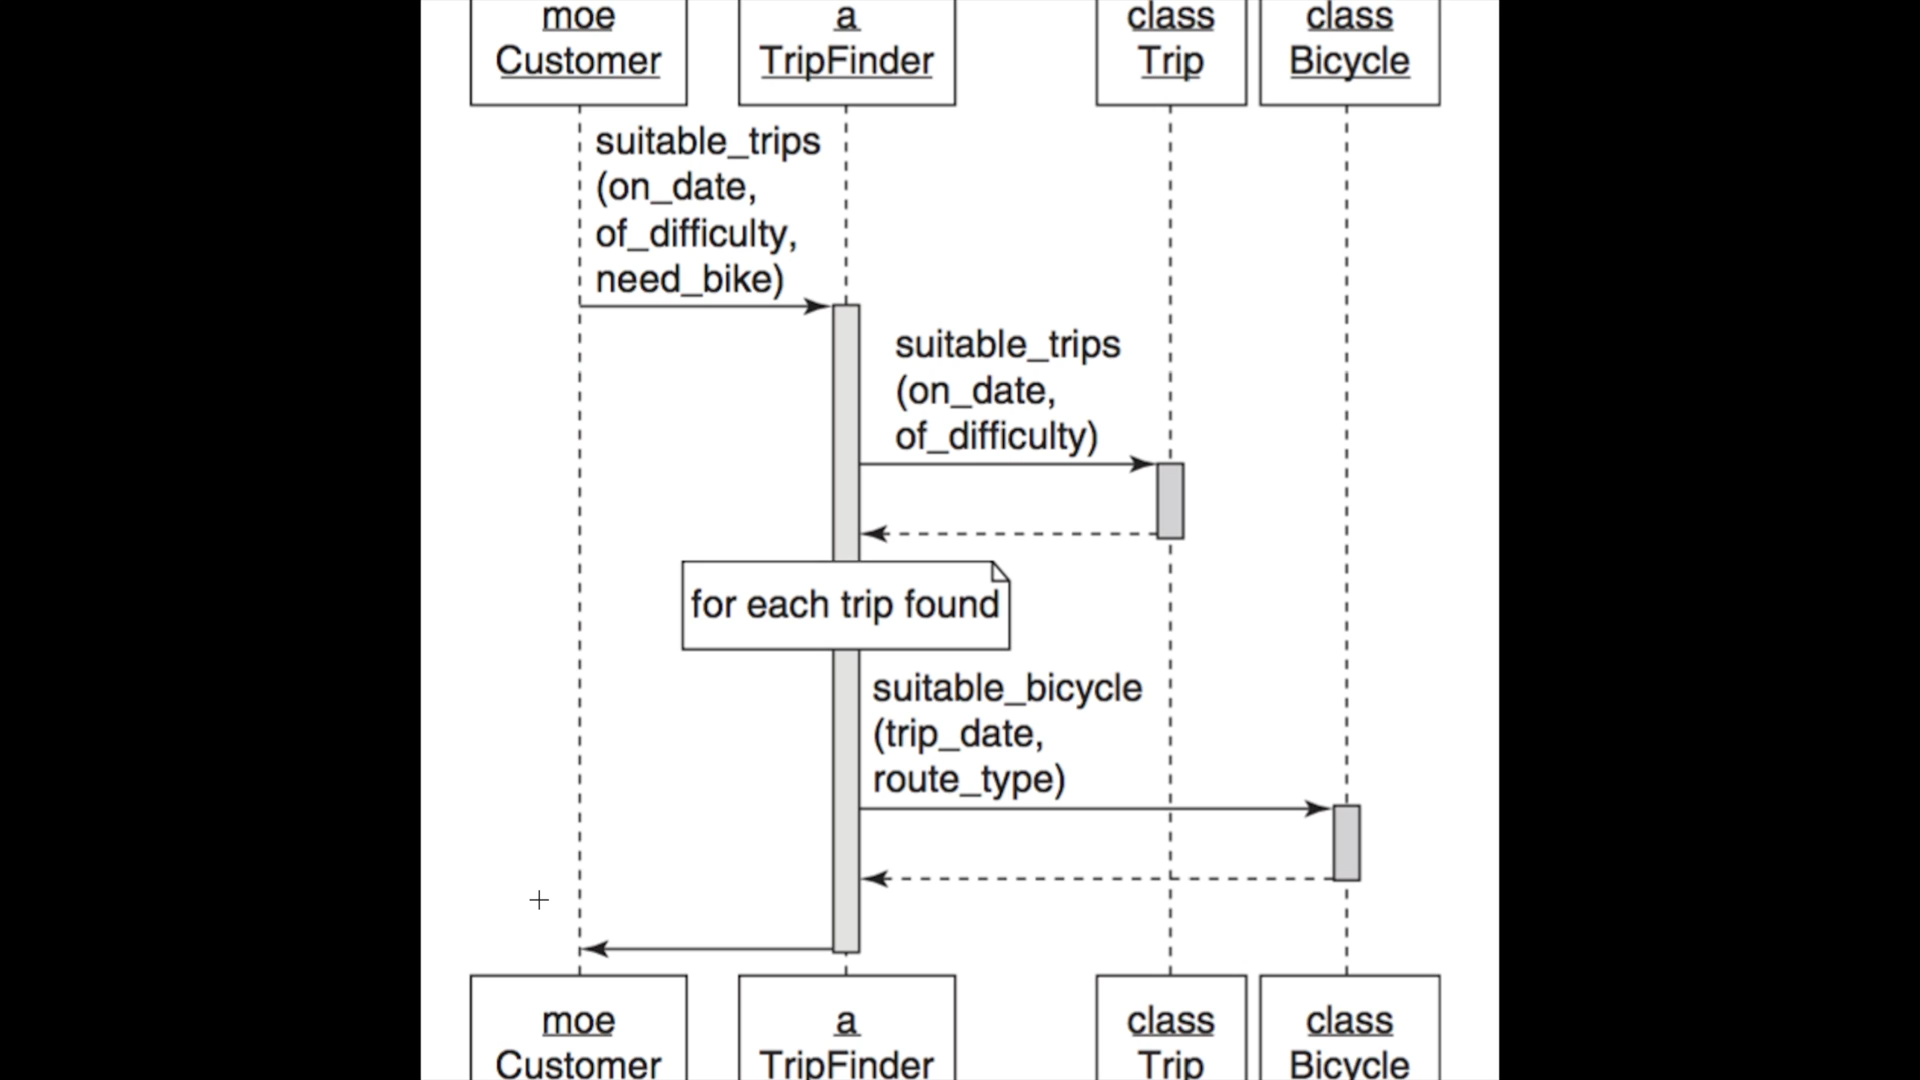 moe
Customer
a
TripFinder
class
Trip
class
Bicycle
suitable_trips
(on_date,
of_difficulty,
need_bike)
suitable_trips
(on_date,
of_difficulty)
for each trip found
suitable_bicycle
(trip_date,
route_type)
moe
Customer
a
TripFinder
class
Trip
class
Bicycle